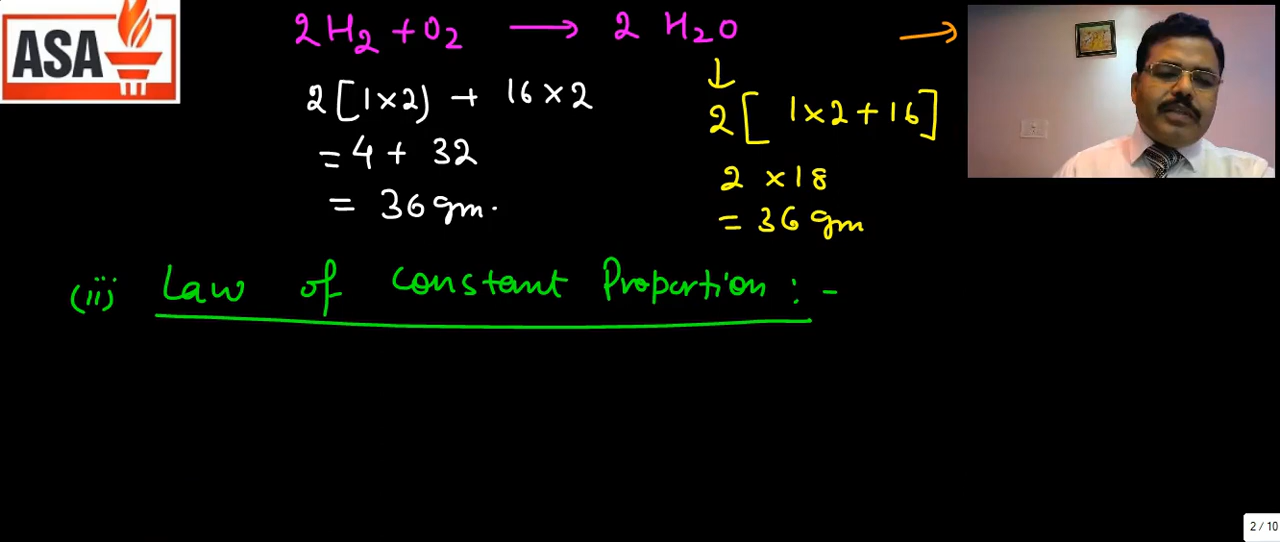 ASA
2H₂ + O₂ ⟶ 2 H₂O →
2[1×2) + 16×2
↓
2[ 1×2+16]
= 4 + 32
2 ×18
= 36 gm.
= 36 gm
(ii) Law of constant Proportion : -
2 / 10